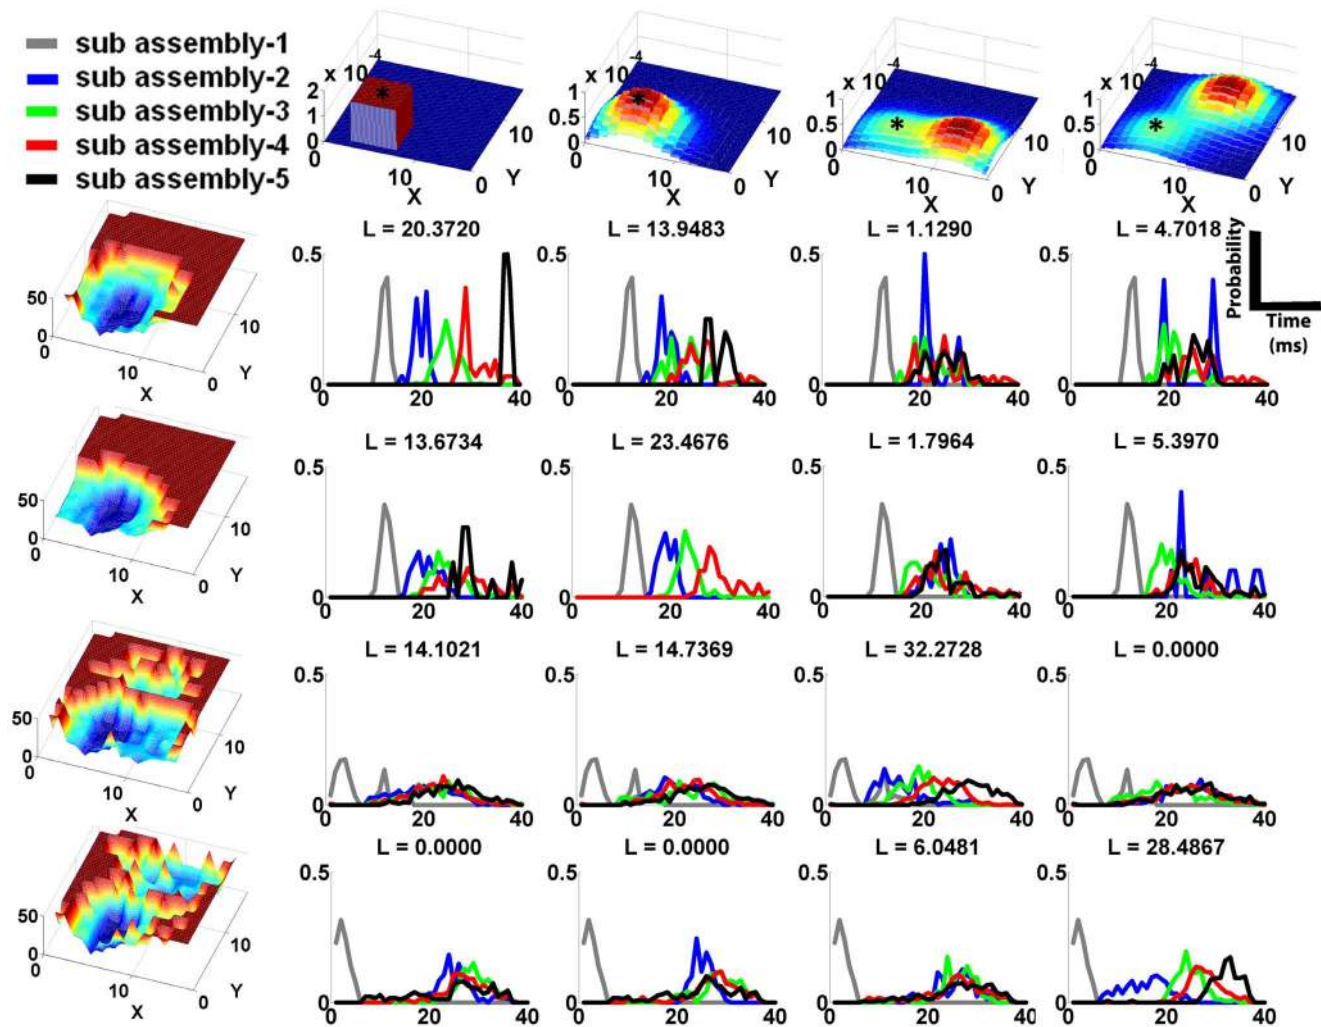 sub assembly-1
sub assembly-2
sub assembly-3
sub assembly-4
sub assembly-5
x 10^-4
2
1
0
0
10
X
0
10
Y
x 10^-4
1
0.5
0
0
10
X
0
10
Y
x 10^-4
1
0.5
0
0
10
X
0
10
Y
x 10^-4
1
0.5
0
0
10
X
0
10
Y
50
0
0
10
X
0
10
Y
L = 20.3720
0.5
0
0 20 40
L = 13.9483
0.5
0
0 20 40
L = 1.1290
0.5
0
0 20 40
L = 4.7018
0.5
0
0 20 40
Probability
Time
(ms)
50
0
0
10
X
0
10
Y
L = 13.6734
0.5
0
0 20 40
L = 23.4676
0.5
0
0 20 40
L = 1.7964
0.5
0
0 20 40
L = 5.3970
0.5
0
0 20 40
50
0
0
10
X
0
10
Y
L = 14.1021
0.5
0
0 20 40
L = 14.7369
0.5
0
0 20 40
L = 32.2728
0.5
0
0 20 40
L = 0.0000
0.5
0
0 20 40
50
0
0
10
X
0
10
Y
L = 0.0000
0.5
0
0 20 40
L = 0.0000
0.5
0
0 20 40
L = 6.0481
0.5
0
0 20 40
L = 28.4867
0.5
0
0 20 40